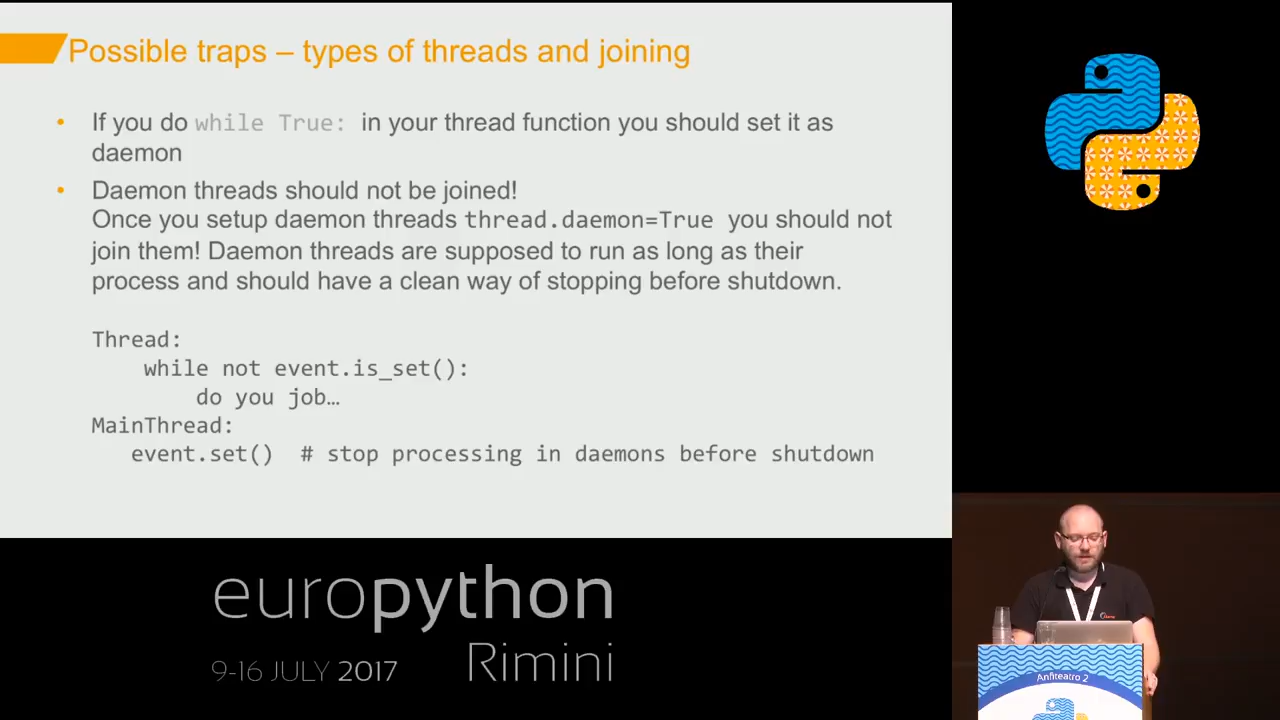 Possible traps – types of threads and joining
• If you do while True: in your thread function you should set it as
daemon
• Daemon threads should not be joined!
Once you setup daemon threads thread.daemon=True you should not
join them! Daemon threads are supposed to run as long as their
process and should have a clean way of stopping before shutdown.
Thread:
while not event.is_set():
do you job…
MainThread:
event.set() # stop processing in daemons before shutdown
europython
9-16 JULY 2017
Rimini
Anfiteatro 2